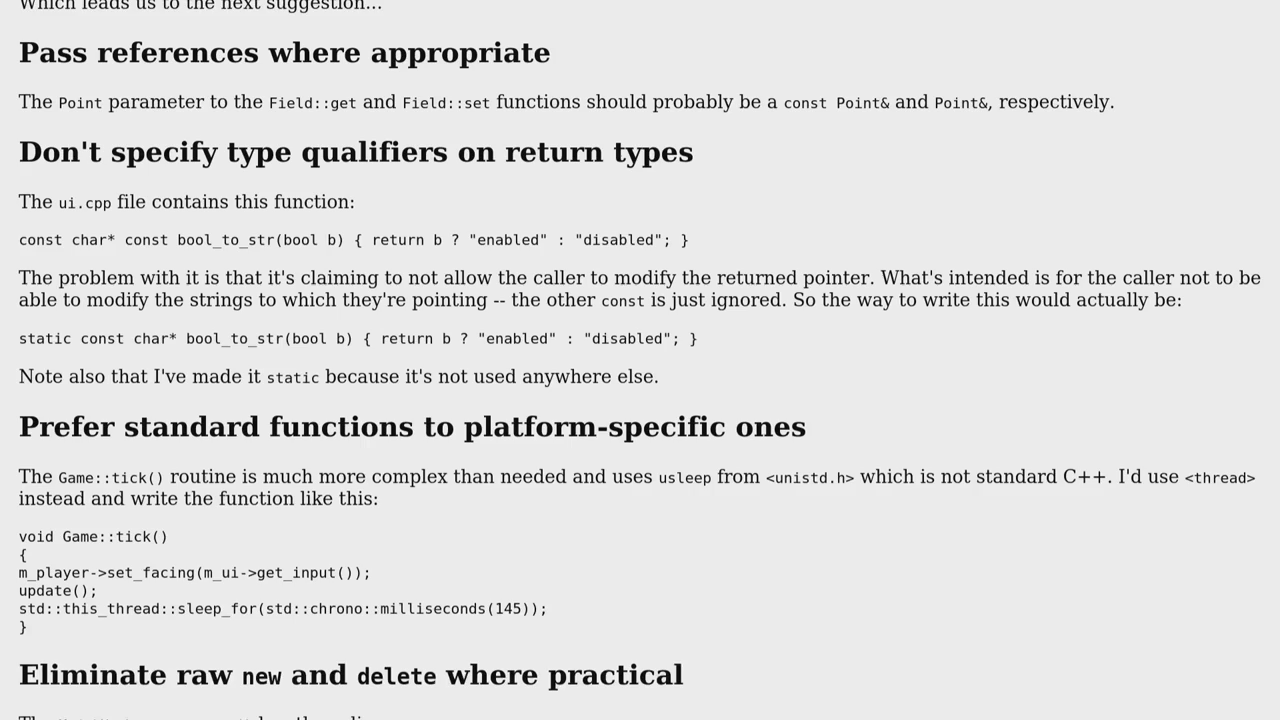 Which leads us to the next suggestion...
Pass references where appropriate
The Point parameter to the Field::get and Field::set functions should probably be a const Point& and Point&, respectively.
Don't specify type qualifiers on return types
The ui.cpp file contains this function:
const char* const bool_to_str(bool b) { return b ? "enabled" : "disabled"; }
The problem with it is that it's claiming to not allow the caller to modify the returned pointer. What's intended is for the caller not to be
able to modify the strings to which they're pointing -- the other const is just ignored. So the way to write this would actually be:
static const char* bool_to_str(bool b) { return b ? "enabled" : "disabled"; }
Note also that I've made it static because it's not used anywhere else.
Prefer standard functions to platform-specific ones
The Game::tick() routine is much more complex than needed and uses usleep from <unistd.h> which is not standard C++. I'd use <thread>
instead and write the function like this:
void Game::tick()
{
m_player->set_facing(m_ui->get_input());
update();
std::this_thread::sleep_for(std::chrono::milliseconds(145));
}
Eliminate raw new and delete where practical
The